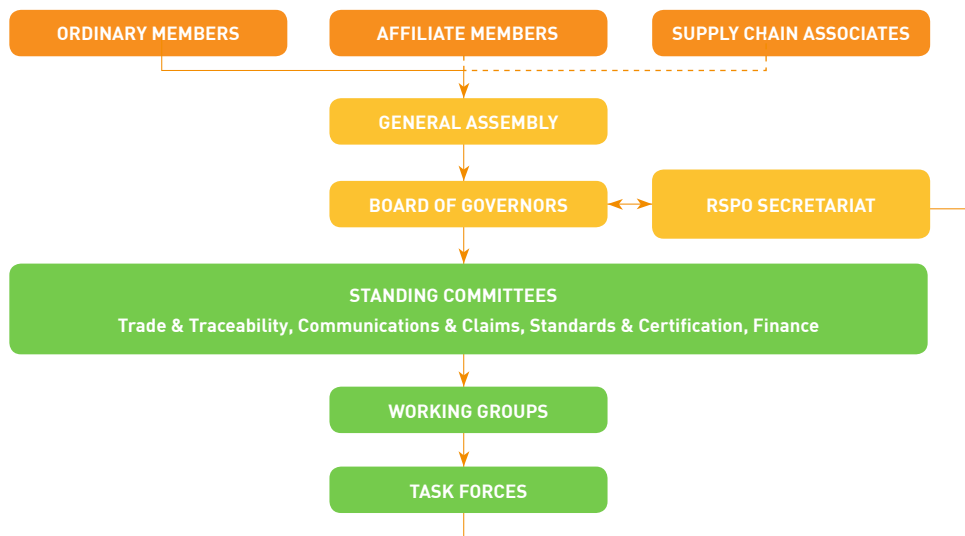 ORDINARY MEMBERS
AFFILIATE MEMBERS
SUPPLY CHAIN ASSOCIATES
GENERAL ASSEMBLY
BOARD OF GOVERNORS
RSPO SECRETARIAT
STANDING COMMITTEES
Trade & Traceability, Communications & Claims, Standards & Certification, Finance
WORKING GROUPS
TASK FORCES